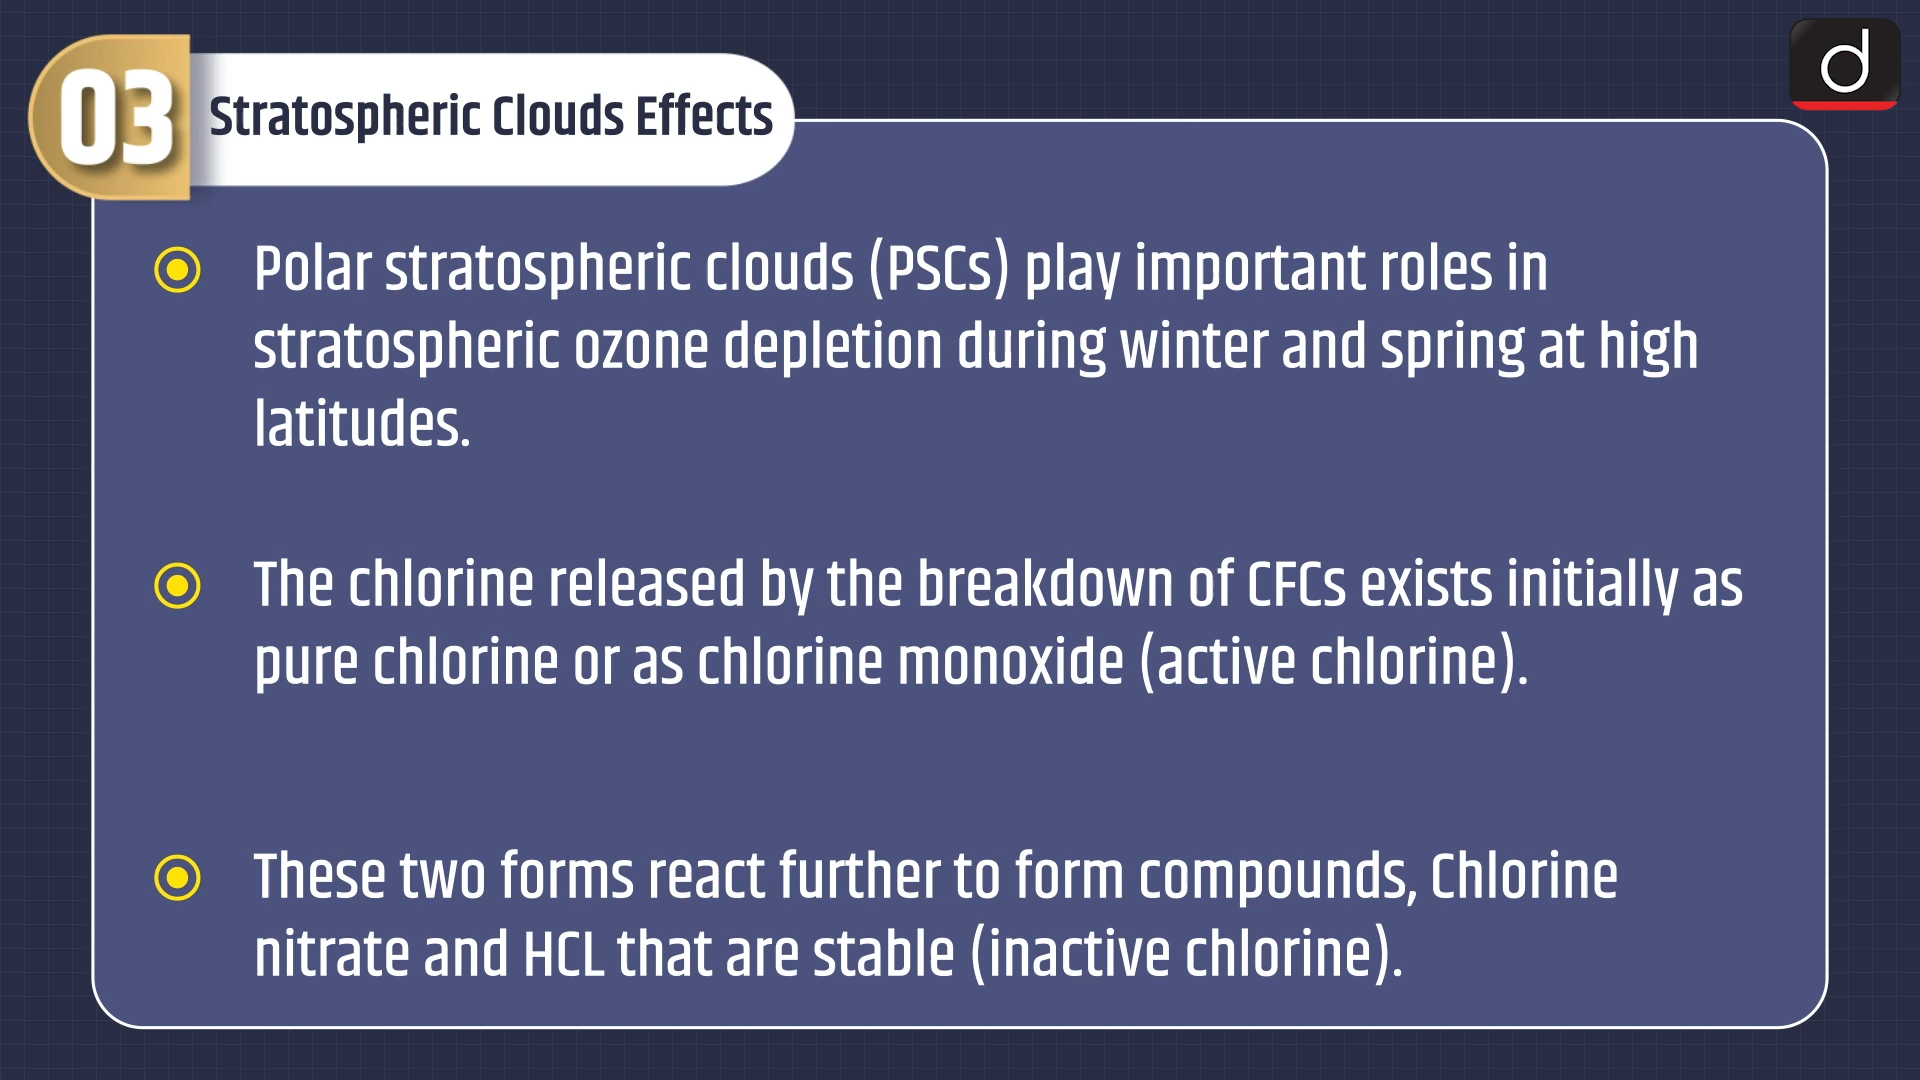 03
Stratospheric Clouds Effects
d
Polar stratospheric clouds (PSCs) play important roles in
stratospheric ozone depletion during winter and spring at high
latitudes.
The chlorine released by the breakdown of CFCs exists initially as
pure chlorine or as chlorine monoxide (active chlorine).
These two forms react further to form compounds, Chlorine
nitrate and HCL that are stable (inactive chlorine).